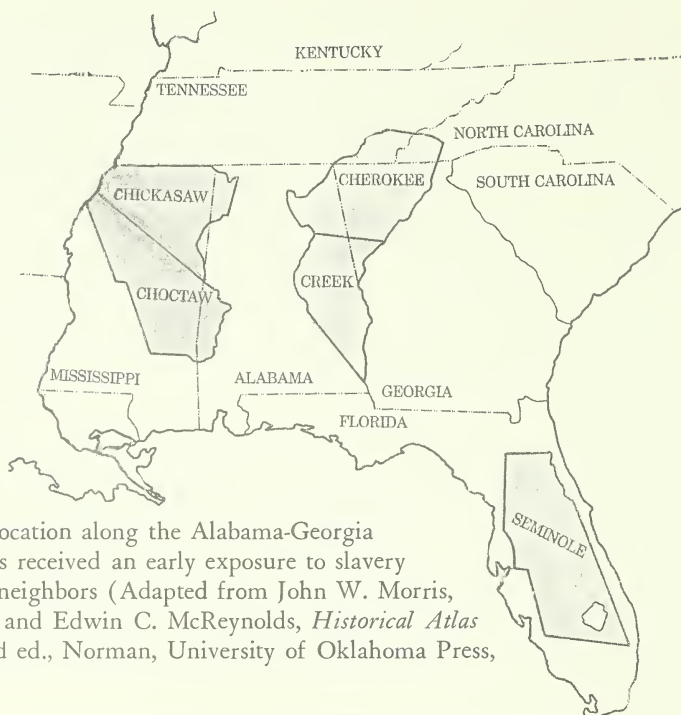 KENTUCKY
TENNESSEE
NORTH CAROLINA
CHEROKEE
SOUTH CAROLINA
CHICKASAW
CREEK
CHOCTAW
MISSISSIPPI
ALABAMA
GEORGIA
FLORIDA
SEMINOLE
ocation along the Alabama-Georgia
s received an early exposure to slavery
neighbors (Adapted from John W. Morris,
and Edwin C. McReynolds, Historical Atlas
d ed., Norman, University of Oklahoma Press,